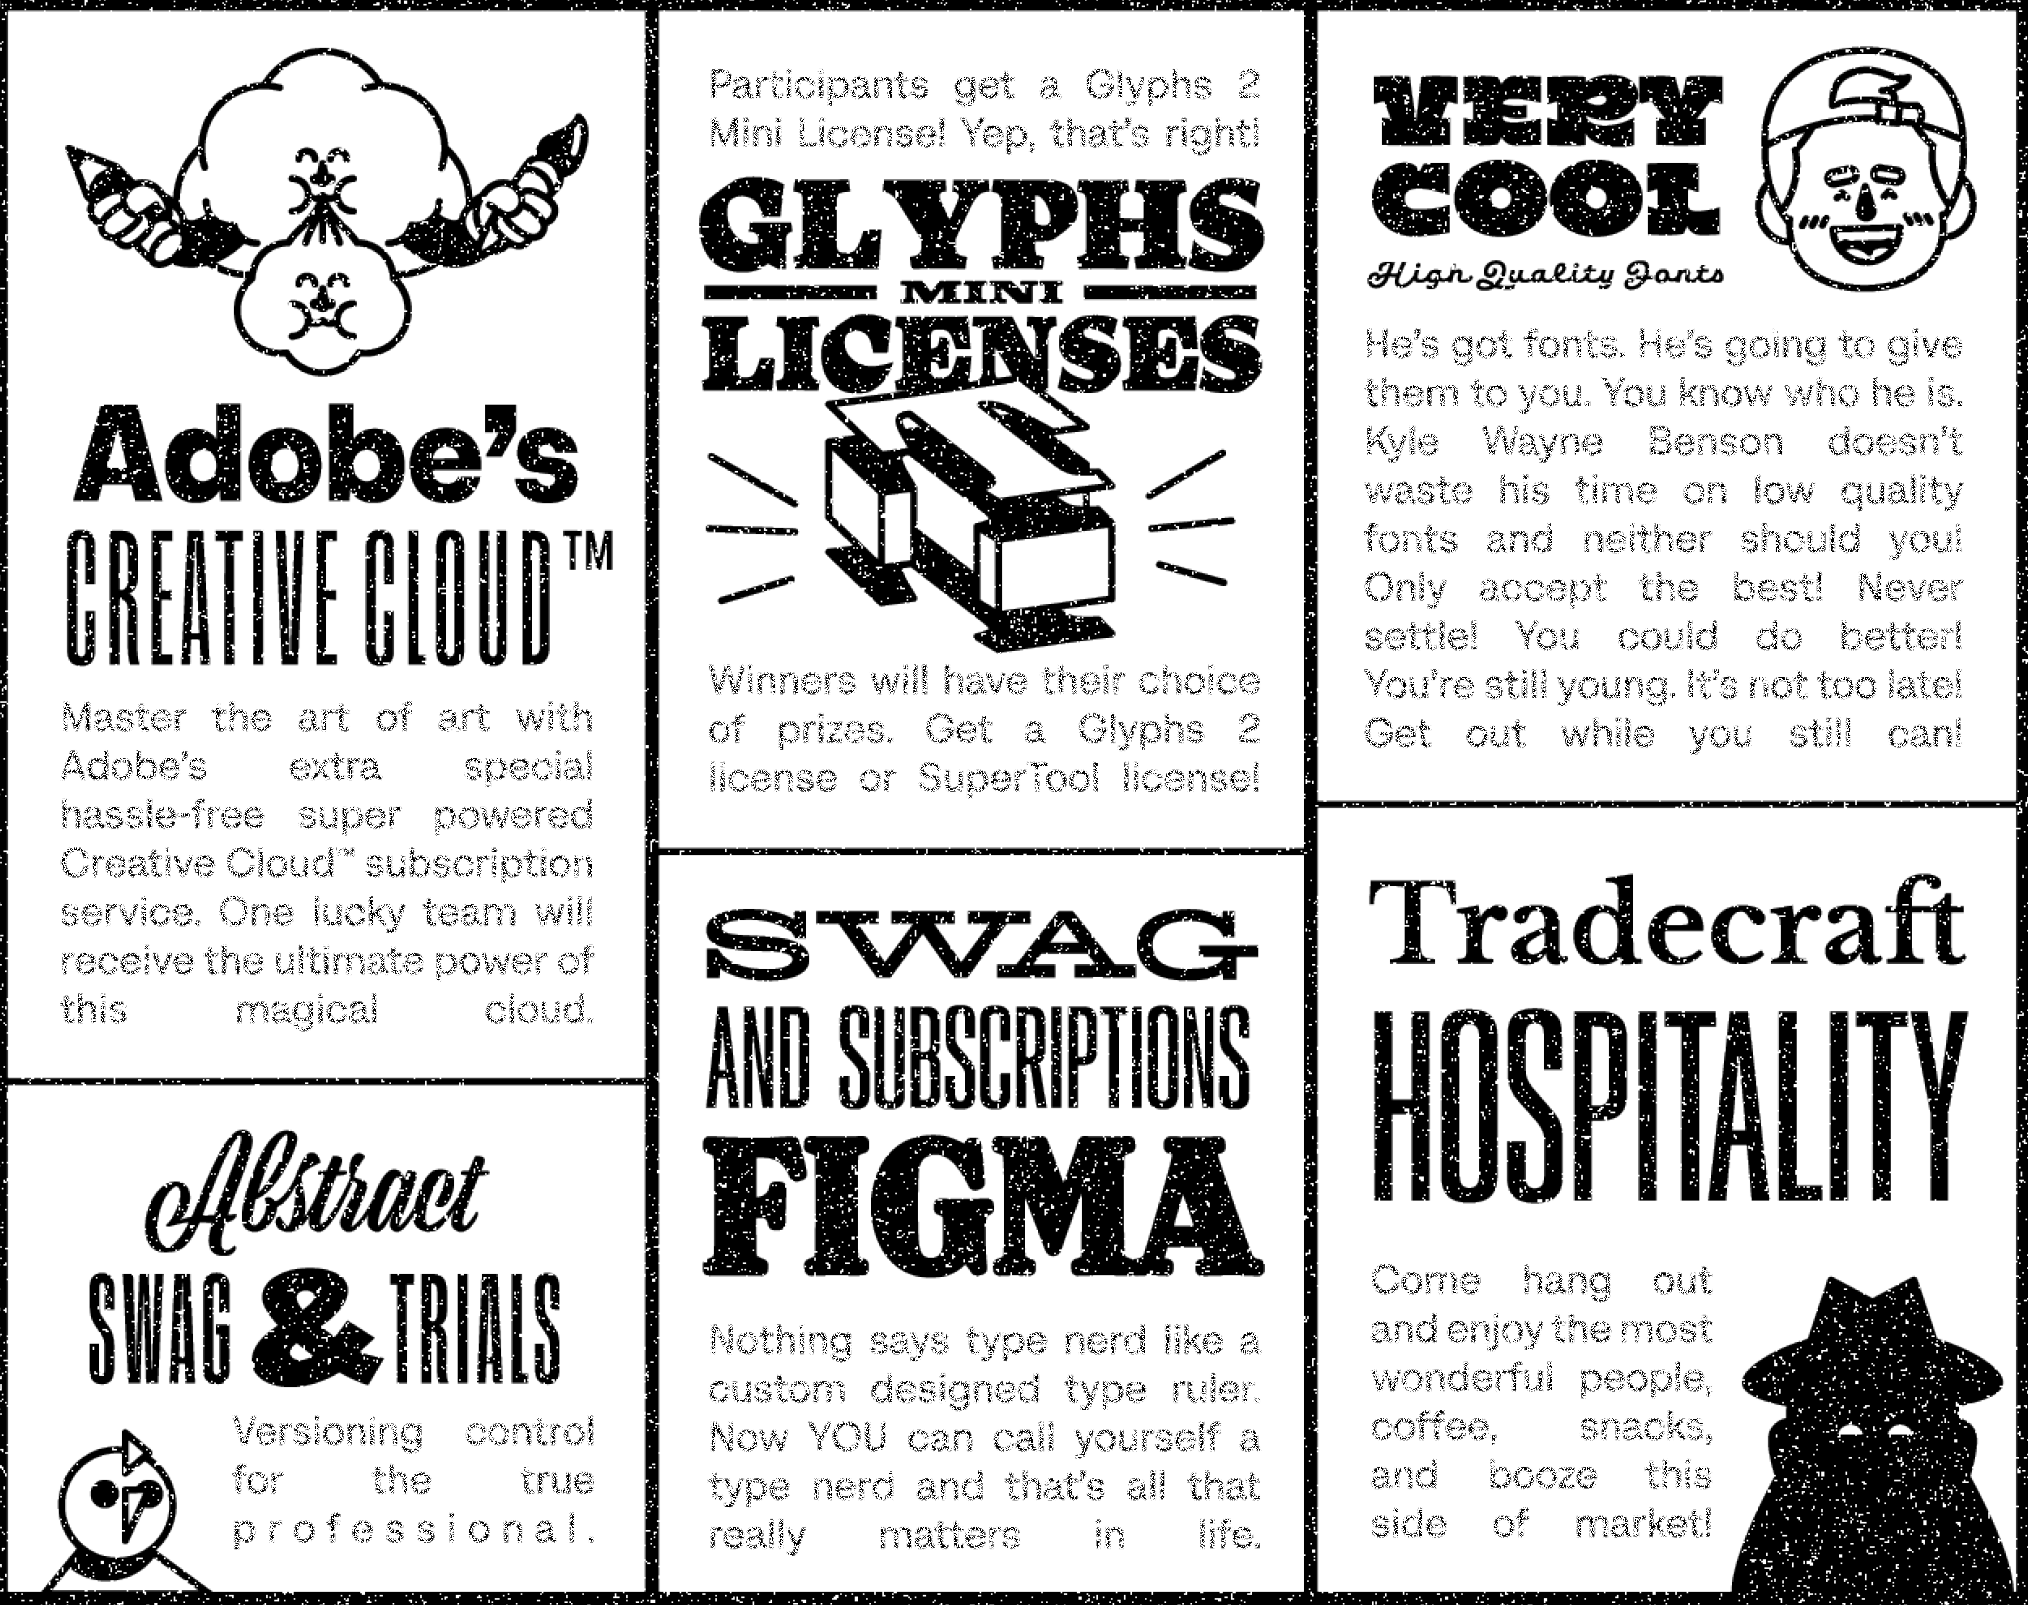 Adobe's
CREATIVE CLOUD™
Master the art of art with
Adobe's extra special
hassle-free super powered
Creative Cloud™ subscription
service. One lucky team will
receive the ultimate power of
this magical cloud.
Abstract
SWAG & TRIALS
Versioning control
for the true
professional.
Participants get a Glyphs 2
Mini License! Yep, that's right!
GLYPHS
MINI
LICENSES
Winners will have their choice
of prizes. Get a Glyphs 2
license or SuperTool license!
SWAG
AND SUBSCRIPTIONS
FIGMA
Nothing says type nerd like a
custom designed type ruler.
Now YOU can call yourself a
type nerd and that's all that
really matters in life.
VERY
COOL
High Quality Fonts
He's got fonts. He's going to give
them to you. You know who he is.
Kyle Wayne Benson doesn't
waste his time on low quality
fonts and neither should you!
Only accept the best! Never
settle! You could do better!
You're still young. It's not too late!
Get out while you still can!
Tradecraft
HOSPITALITY
Come hang out
and enjoy the most
wonderful people,
coffee, snacks,
and booze this
side of market!